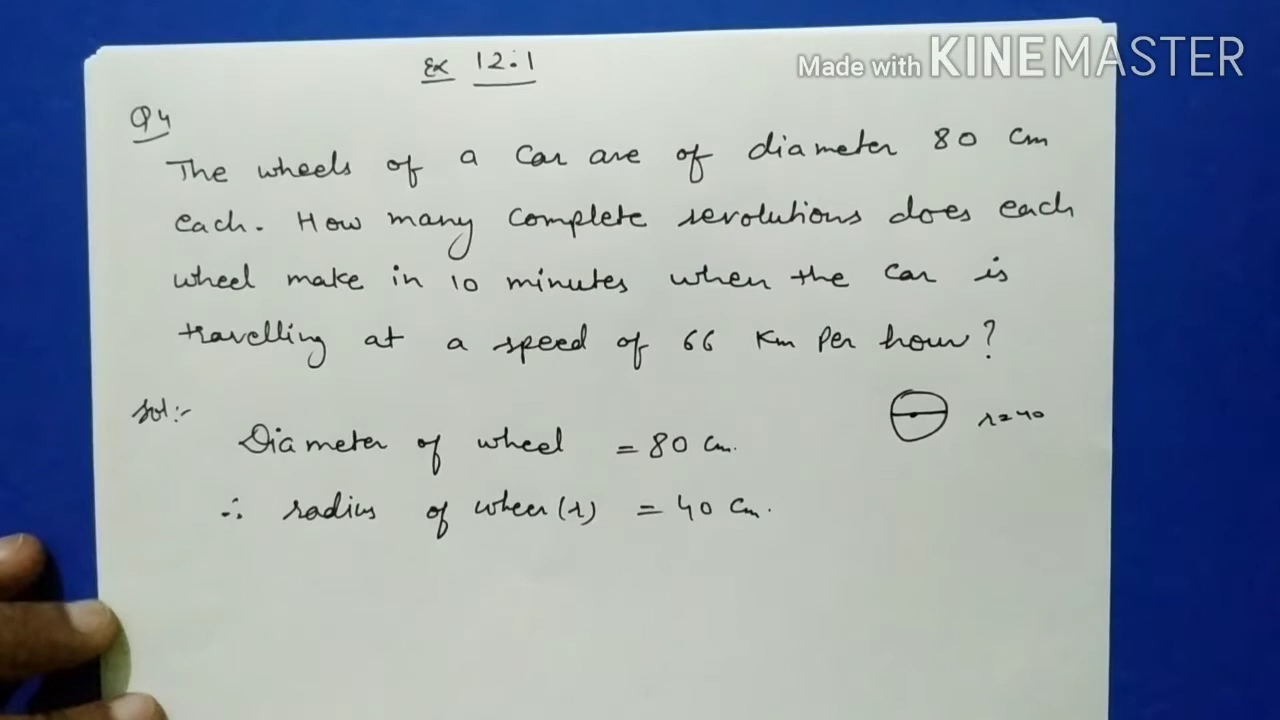 Made with KINEMASTER
Ex 12.1
Q4
The wheels of a car are of diameter 80 cm
each. How many complete revolutions does each
wheel make in 10 minutes when the car is
travelling at a speed of 66 Km per hour?
Sol:-
r=40
Diameter of wheel = 80 cm.
∴ radius of wheel (r) = 40 cm.